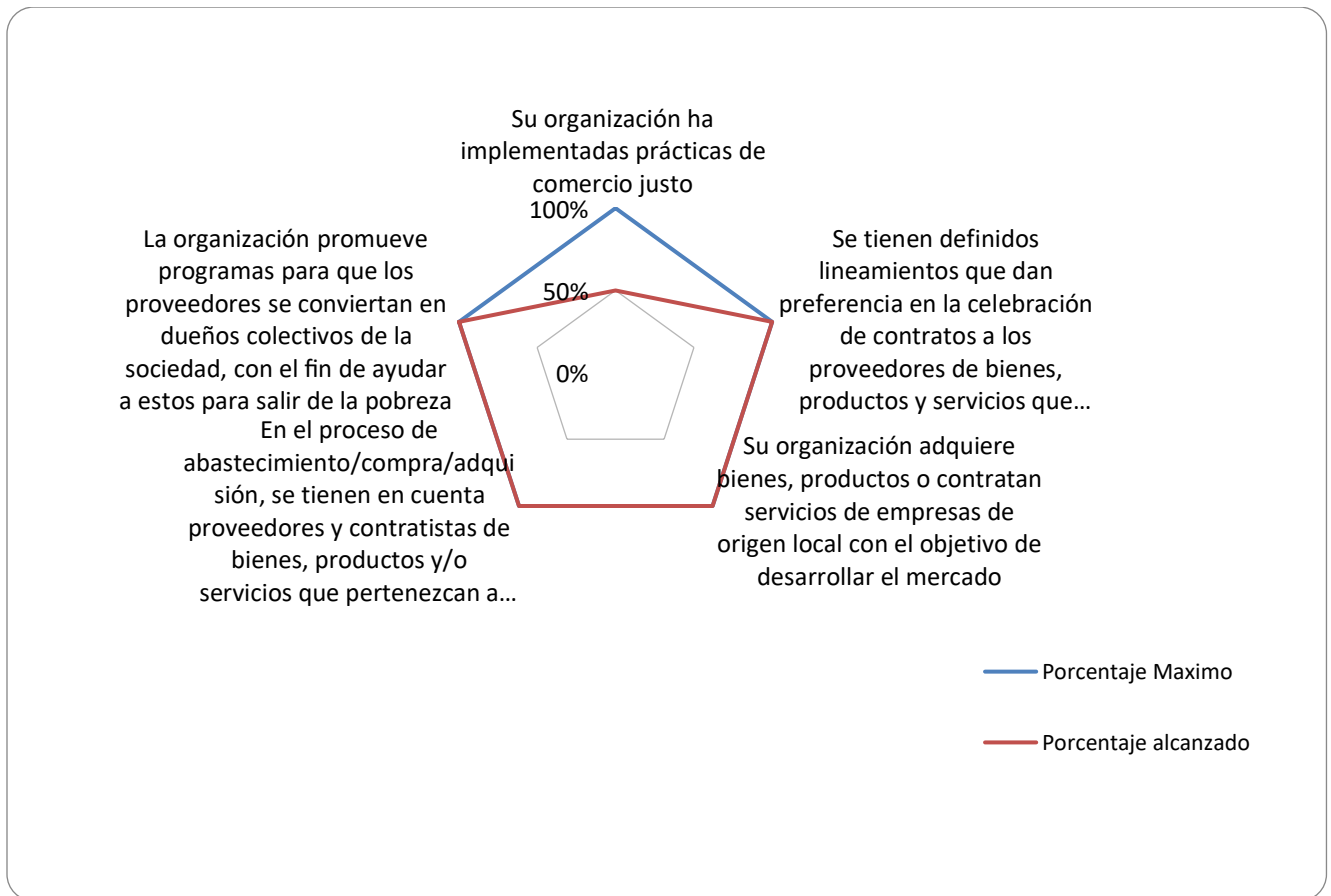 Su organización ha
implementadas prácticas de
comercio justo
100%
50%
0%
Se tienen definidos
lineamientos que dan
preferencia en la celebración
de contratos a los
proveedores de bienes,
productos y servicios que...
Su organización adquiere
bienes, productos o contratan
servicios de empresas de
origen local con el objetivo de
desarrollar el mercado
En el proceso de
abastecimiento/compra/adqui
sión, se tienen en cuenta
proveedores y contratistas de
bienes, productos y/o
servicios que pertenezcan a...
La organización promueve
programas para que los
proveedores se conviertan en
dueños colectivos de la
sociedad, con el fin de ayudar
a estos para salir de la pobreza
Porcentaje Maximo
Porcentaje alcanzado